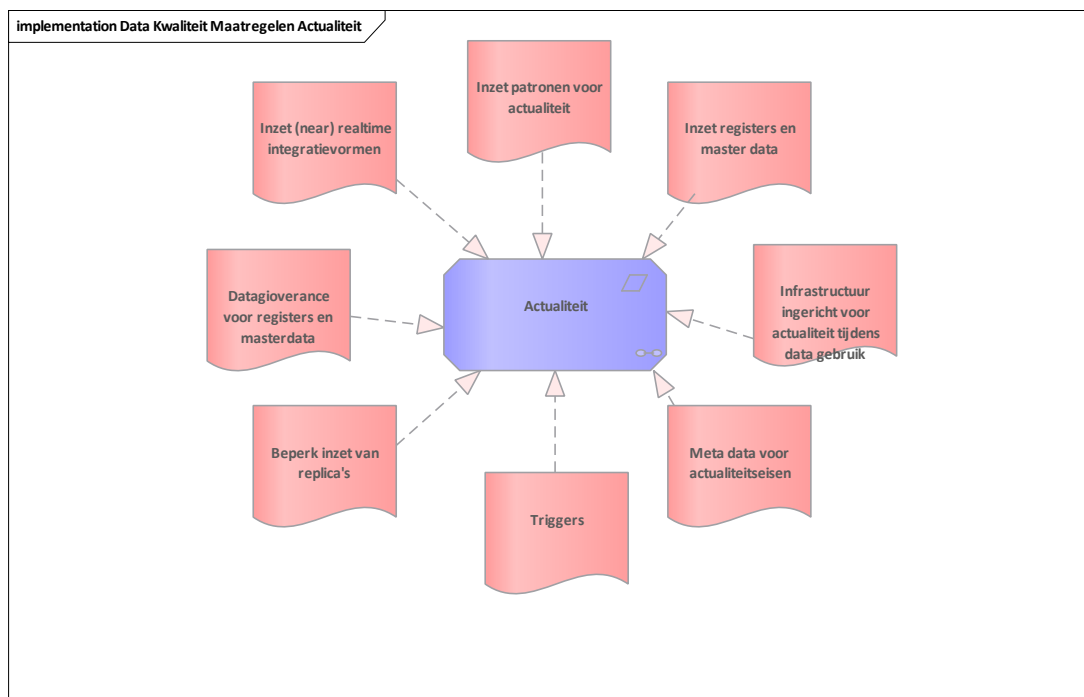 implementation Data Kwaliteit Maatregelen Actualiteit
Inzet patronen voor
actualiteit
Inzet (near) realtime
integratievormen
Inzet registers en
master data
Datagioverance
voor registers en
masterdata
Actualiteit
Infrastructuur
ingericht voor
actualiteit tijdens
data gebruik
Beperk inzet van
replica's
Meta data voor
actualiteitseisen
Triggers